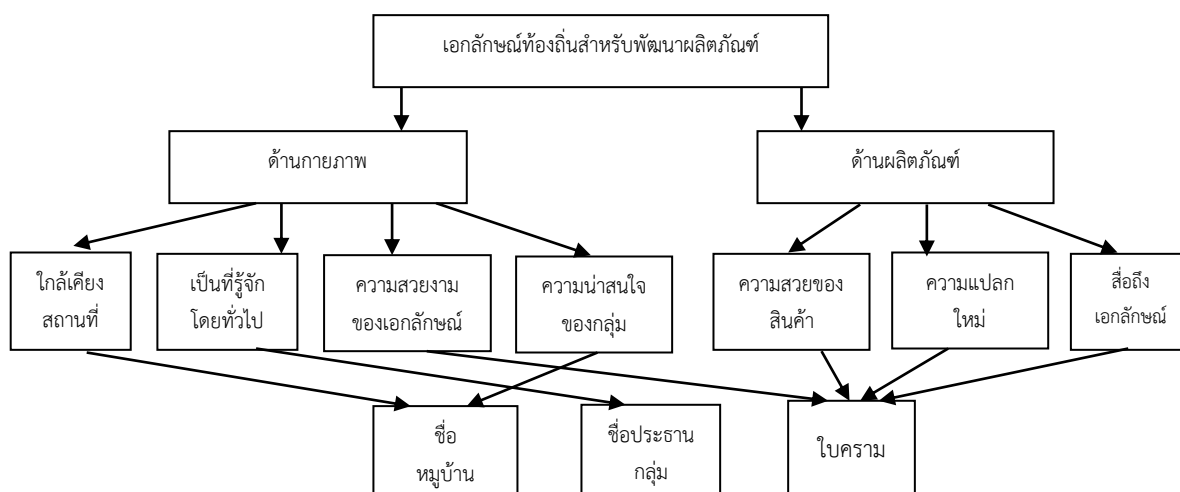 เอกลักษณ์ท้องถิ่นสำหรับพัฒนาผลิตภัณฑ์
ด้านกายภาพ
ด้านผลิตภัณฑ์
ใกล้เคียง
สถานที่
เป็นที่รู้จัก
โดยทั่วไป
ความสวยงาม
ของเอกลักษณ์
ความน่าสนใจ
ของกลุ่ม
ความสวยของ
สินค้า
ความแปลก
ใหม่
สื่อถึง
เอกลักษณ์
ชื่อ
หมูบ้าน
ชื่อประธาน
กลุ่ม
ใบคราม